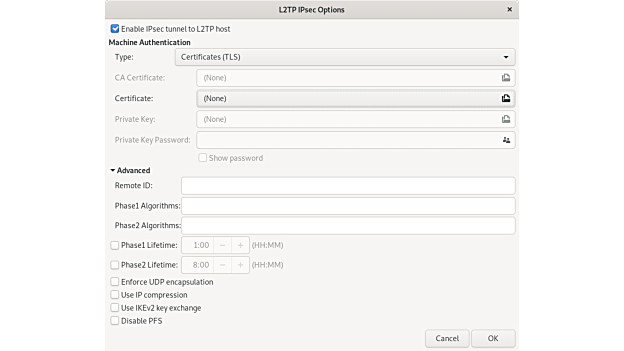 L2TP IPsec Options
Enable IPsec tunnel to L2TP host
Machine Authentication
Type: Certificates (TLS)
CA Certificate: (None)
Certificate: (None)
Private Key: (None)
Private Key Password:
Show password
Advanced
Remote ID:
Phase1 Algorithms:
Phase2 Algorithms:
Phase1 Lifetime: 1:00 − + (HH:MM)
Phase2 Lifetime: 8:00 − + (HH:MM)
Enforce UDP encapsulation
Use IP compression
Use IKEv2 key exchange
Disable PFS
Cancel OK